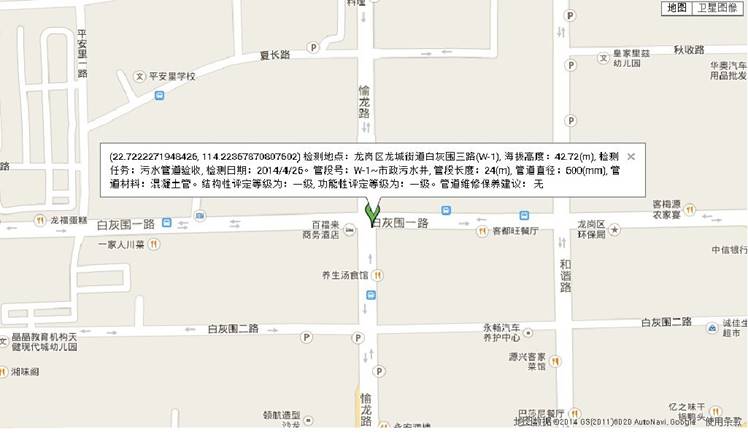 料理
地图 卫星图像
平安里一路
夏长路
P
P
皇家里兹
幼儿园
秋收路
平安里学校
华奥汽车
用品批发
愉龙路
P
(22.7222271948426, 114.22367870807602) 检测地点：龙岗区龙城街道白灰围三路(W-1), 海拔高度：42.72(m), 检测
任务：污水管道验收, 检测日期：2014/4/26。管段号：W-1~市政污水井, 管段长度：24(m), 管道直径：500(mm), 管
道材料：混凝土管。结构性评定等级为：一级, 功能性评定等级为：一级。管道维修保养建议：无
路
龙福蛋糕
白灰围一路
百福来
商务酒店
白灰围一路
客都旺餐厅
龙岗区
环保局
客梅源
农家宴
一家人川菜
中信银行
养生汤食馆
和谐路
白灰围二路
P
P
永畅汽车
养护中心
白灰围二路
诚佳生
超市
晶晶教育机构天
健现代城幼儿园
源兴客家
菜馆
湘味阁
P
愉龙路
领航造型
沙龙
巴莎尼餐厅
P
忆之味干
锅鸭头
地图数据 ©2014 GS(2011)6020 AutoNavi, Google - 使用条款